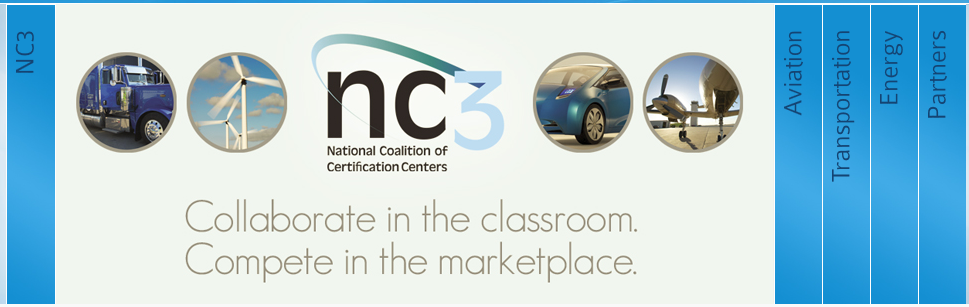 NC3
nc3
National Coalition of
Certification Centers
Collaborate in the classroom.
Compete in the marketplace.
Aviation
Transportation
Energy
Partners